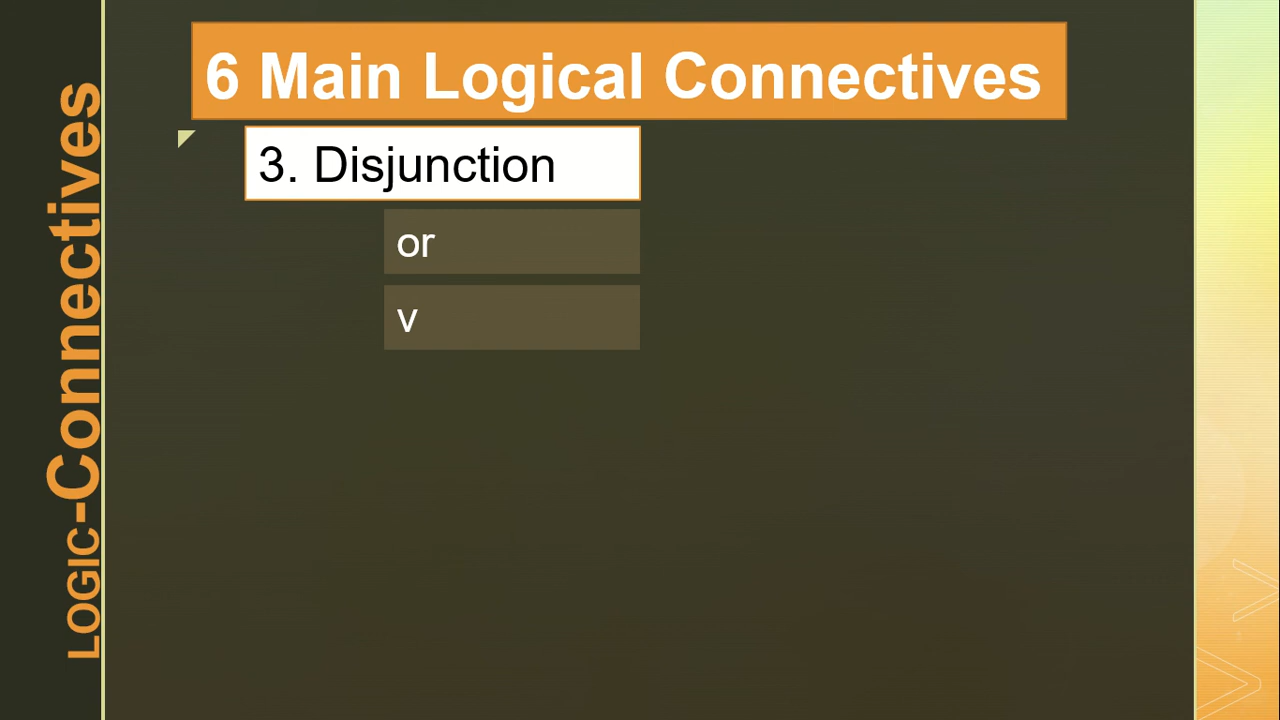 6 Main Logical Connectives
3. Disjunction
or
v
LOGIC-Connectives